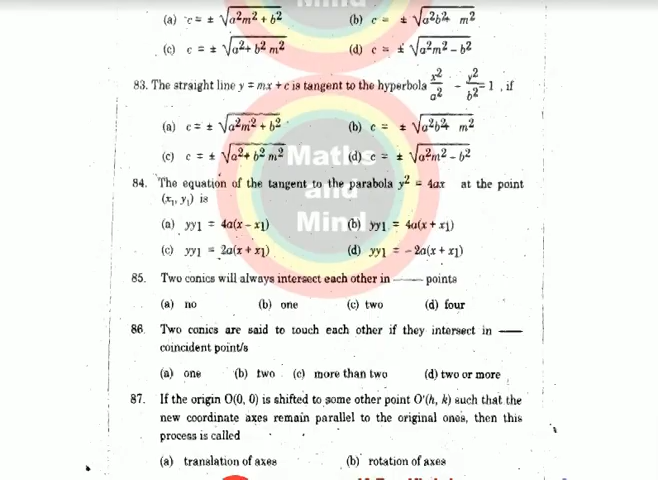 Mind
(a) c = ± √a²m² + b² (b) c = ± √a²b² m²
(c) c = ± √a² + b² m² (d) c = ± √a²m² – b²
83. The straight line y = mx + c is tangent to the hyperbola x²/a² – y²/b² = 1 , if
(a) c = ± √a²m² + b² (b) c = ± √a²b² m²
(c) c = ± √a² + b² m² (d) c = ± √a²m² – b²
Maths and Mind
84. The equation of the tangent to the parabola y² = 4ax at the point
(x₁, y₁) is
(a) yy1 = 4a(x – x1) (b) yy1 = 4a(x + x1)
(c) yy1 = 2a(x + x1) (d) yy1 = – 2a(x + x1)
85. Two conics will always intersect each other in —— points
(a) no (b) one (c) two (d) four
86. Two conics are said to touch each other if they intersect in ——
coincident point/s
(a) one (b) two (c) more than two (d) two or more
87. If the origin O(0, 0) is shifted to some other point O'(h, k) such that the
new coordinate axes remain parallel to the original ones, then this
process is called
(a) translation of axes (b) rotation of axes